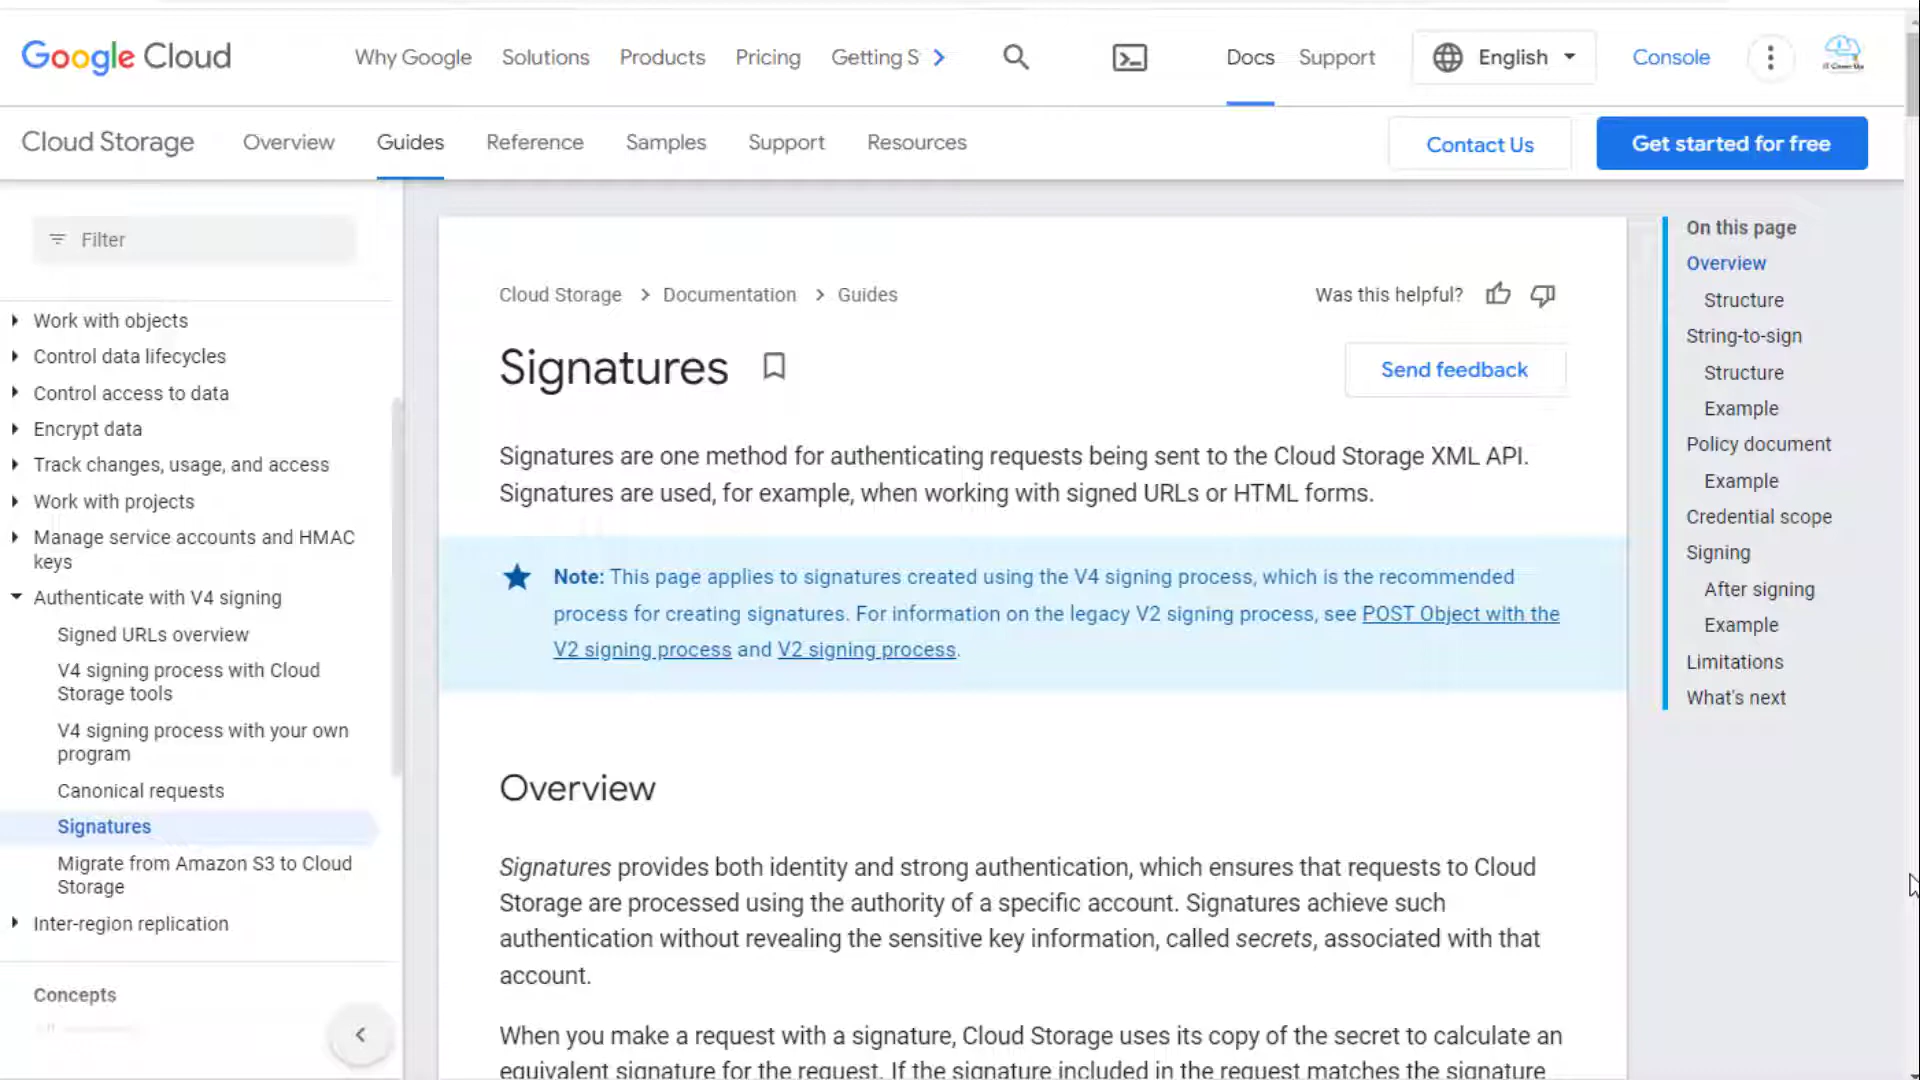 Google Cloud
Why Google Solutions Products Pricing Getting S
Docs Support English Console
IT Cover Up
Cloud Storage Overview Guides Reference Samples Support Resources
Contact Us Get started for free
Filter
Work with objects
Control data lifecycles
Control access to data
Encrypt data
Track changes, usage, and access
Work with projects
Manage service accounts and HMAC
keys
Authenticate with V4 signing
Signed URLs overview
V4 signing process with Cloud
Storage tools
V4 signing process with your own
program
Canonical requests
Signatures
Migrate from Amazon S3 to Cloud
Storage
Inter-region replication
Concepts
Cloud Storage > Documentation > Guides
Was this helpful?
Signatures
Send feedback
Signatures are one method for authenticating requests being sent to the Cloud Storage XML API.
Signatures are used, for example, when working with signed URLs or HTML forms.
Note: This page applies to signatures created using the V4 signing process, which is the recommended
process for creating signatures. For information on the legacy V2 signing process, see POST Object with the
V2 signing process and V2 signing process.
Overview
Signatures provides both identity and strong authentication, which ensures that requests to Cloud
Storage are processed using the authority of a specific account. Signatures achieve such
authentication without revealing the sensitive key information, called secrets, associated with that
account.
When you make a request with a signature, Cloud Storage uses its copy of the secret to calculate an
equivalent signature for the request. If the signature included in the request matches the signature
On this page
Overview
Structure
String-to-sign
Structure
Example
Policy document
Example
Credential scope
Signing
After signing
Example
Limitations
What's next